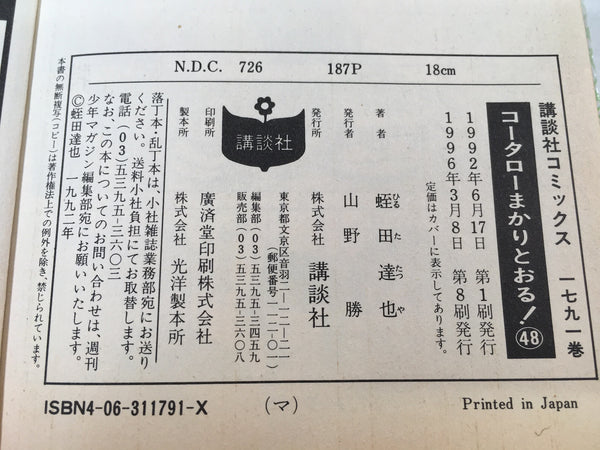 N.D.C. 726 187P 18cm
講談社コミックス 一七九一巻
コータローまかりとおる! ㊽
1992年6月17日 第1刷発行
1996年3月8日 第8刷発行
定価はカバーに表示してあります。
著者 蛭田達也
ひる た たつ や
発行者 山野 勝
発行所 株式会社 講談社
東京都文京区音羽二―一二―二一
(郵便番号一一二―〇一)
編集部(03)五三九五―三四五九
販売部(03)五三九五―三六〇八
講談社
印刷所 廣済堂印刷株式会社
製本所 株式会社 光洋製本所
落丁本・乱丁本は、小社雑誌業務部宛にお送り
ください。送料小社負担にてお取替します。
電話(03)五三九五―三六〇三
なお、この本についてのお問い合わせは、週刊
少年マガジン編集部宛にお願いいたします。
©蛭田達也 一九九二年
本書の無断複写(コピー)は著作権法上での例外を除き、禁じられています。
ISBN4-06-311791-X (マ) Printed in Japan